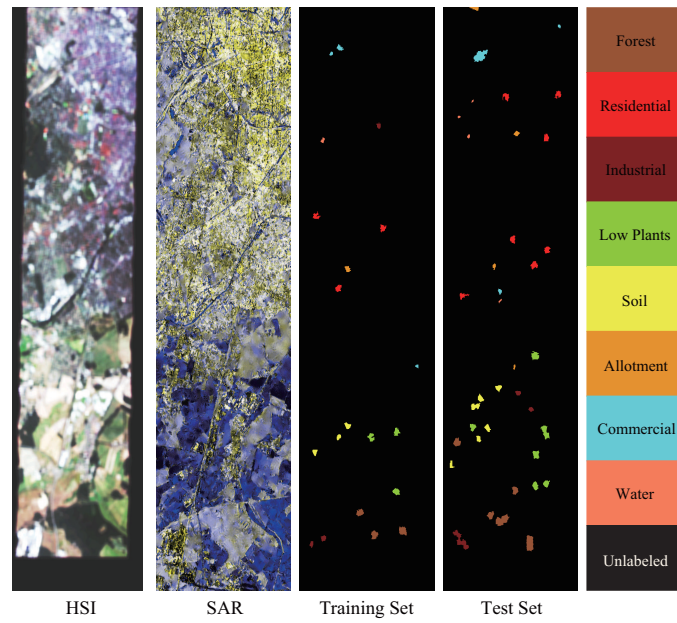 Forest
Residential
Industrial
Low Plants
Soil
Allotment
Commercial
Water
Unlabeled
HSI
SAR
Training Set
Test Set